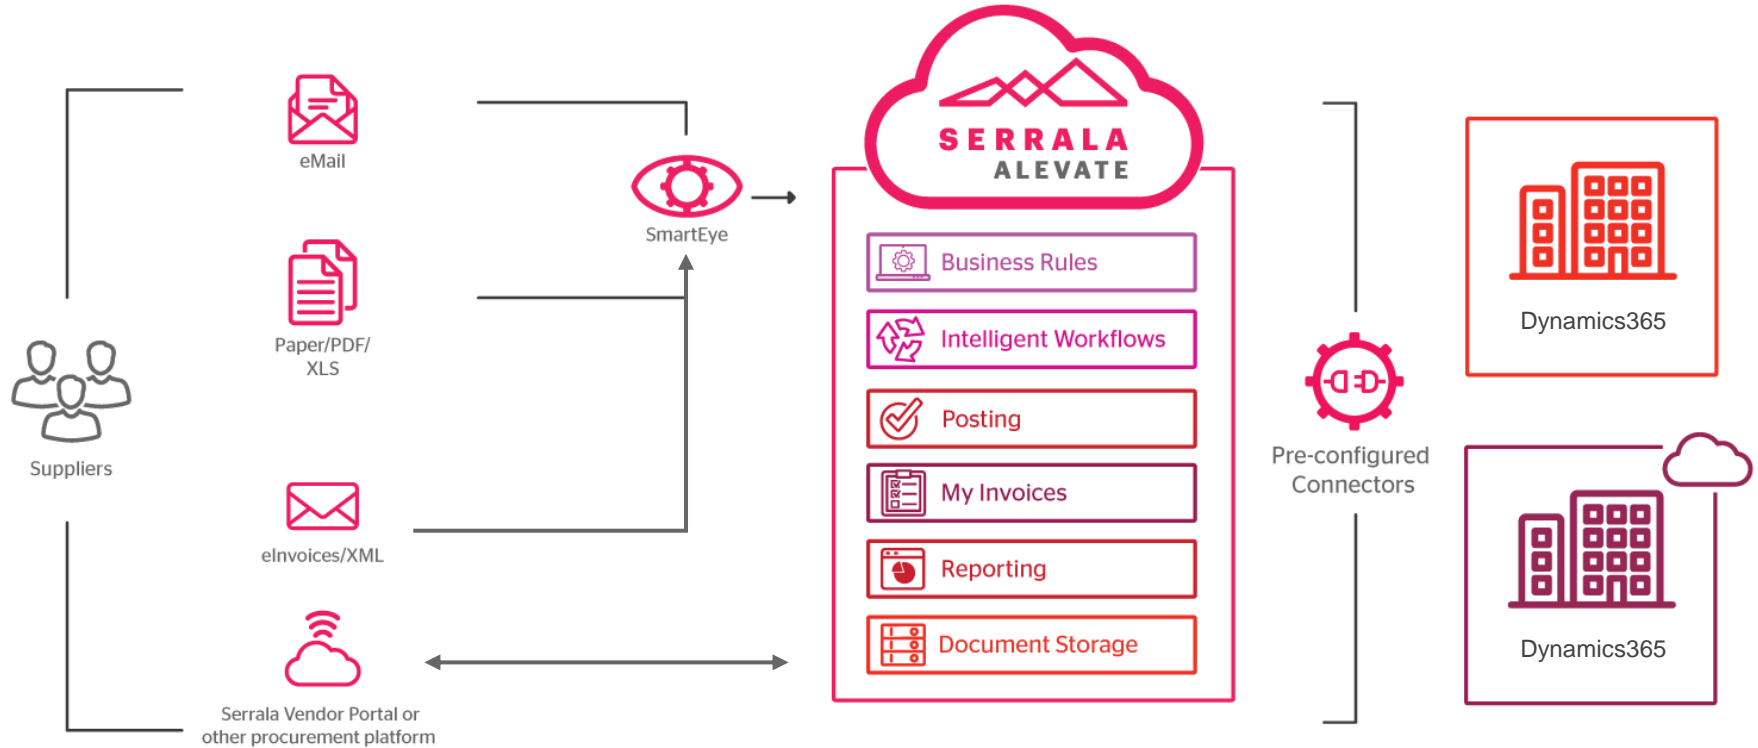 eMail
Paper/PDF/
XLS
Suppliers
eInvoices/XML
Serrala Vendor Portal or
other procurement platform
SmartEye
SERRALA
ALEVATE
Business Rules
Intelligent Workflows
Posting
My Invoices
Reporting
Document Storage
Pre-configured
Connectors
Dynamics365
Dynamics365